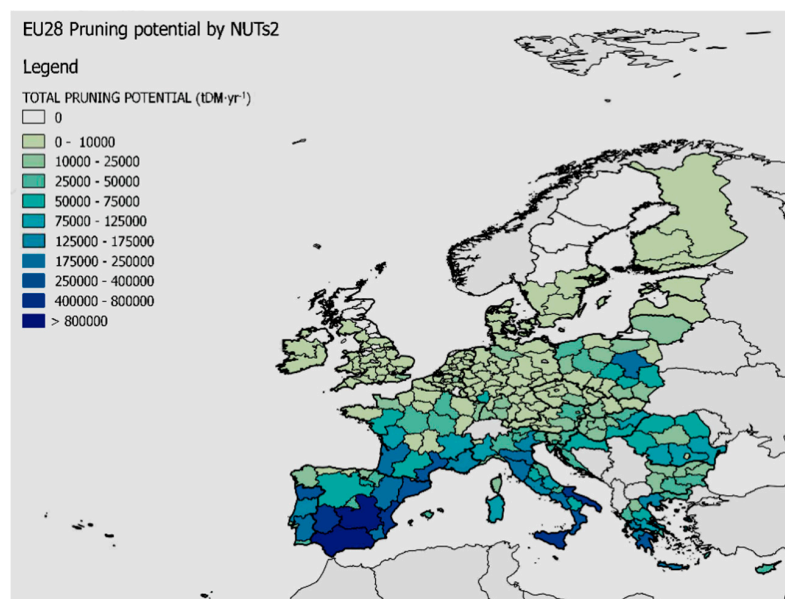 EU28 Pruning potential by NUTs2
Legend
TOTAL PRUNING POTENTIAL (tDM·yr⁻¹)
0
0 - 10000
10000 - 25000
25000 - 50000
50000 - 75000
75000 - 125000
125000 - 175000
175000 - 250000
250000 - 400000
400000 - 800000
> 800000